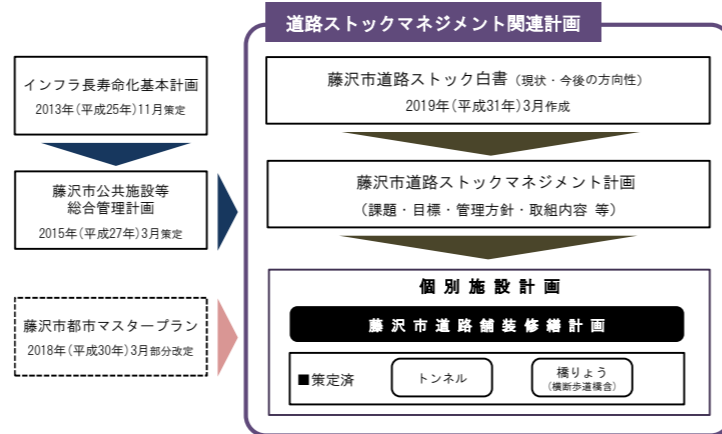 道路ストックマネジメント関連計画
インフラ長寿命化基本計画
2013年(平成25年)11月策定
藤沢市公共施設等
総合管理計画
2015年(平成27年)3月策定
藤沢市都市マスタープラン
2018年(平成30年)3月部分改定
藤沢市道路ストック白書（現状・今後の方向性）
2019年(平成31年)3月作成
藤沢市道路ストックマネジメント計画
（課題・目標・管理方針・取組内容 等）
個別施設計画
藤沢市道路舗装修繕計画
■策定済
トンネル
橋りょう
(横断歩道橋含)